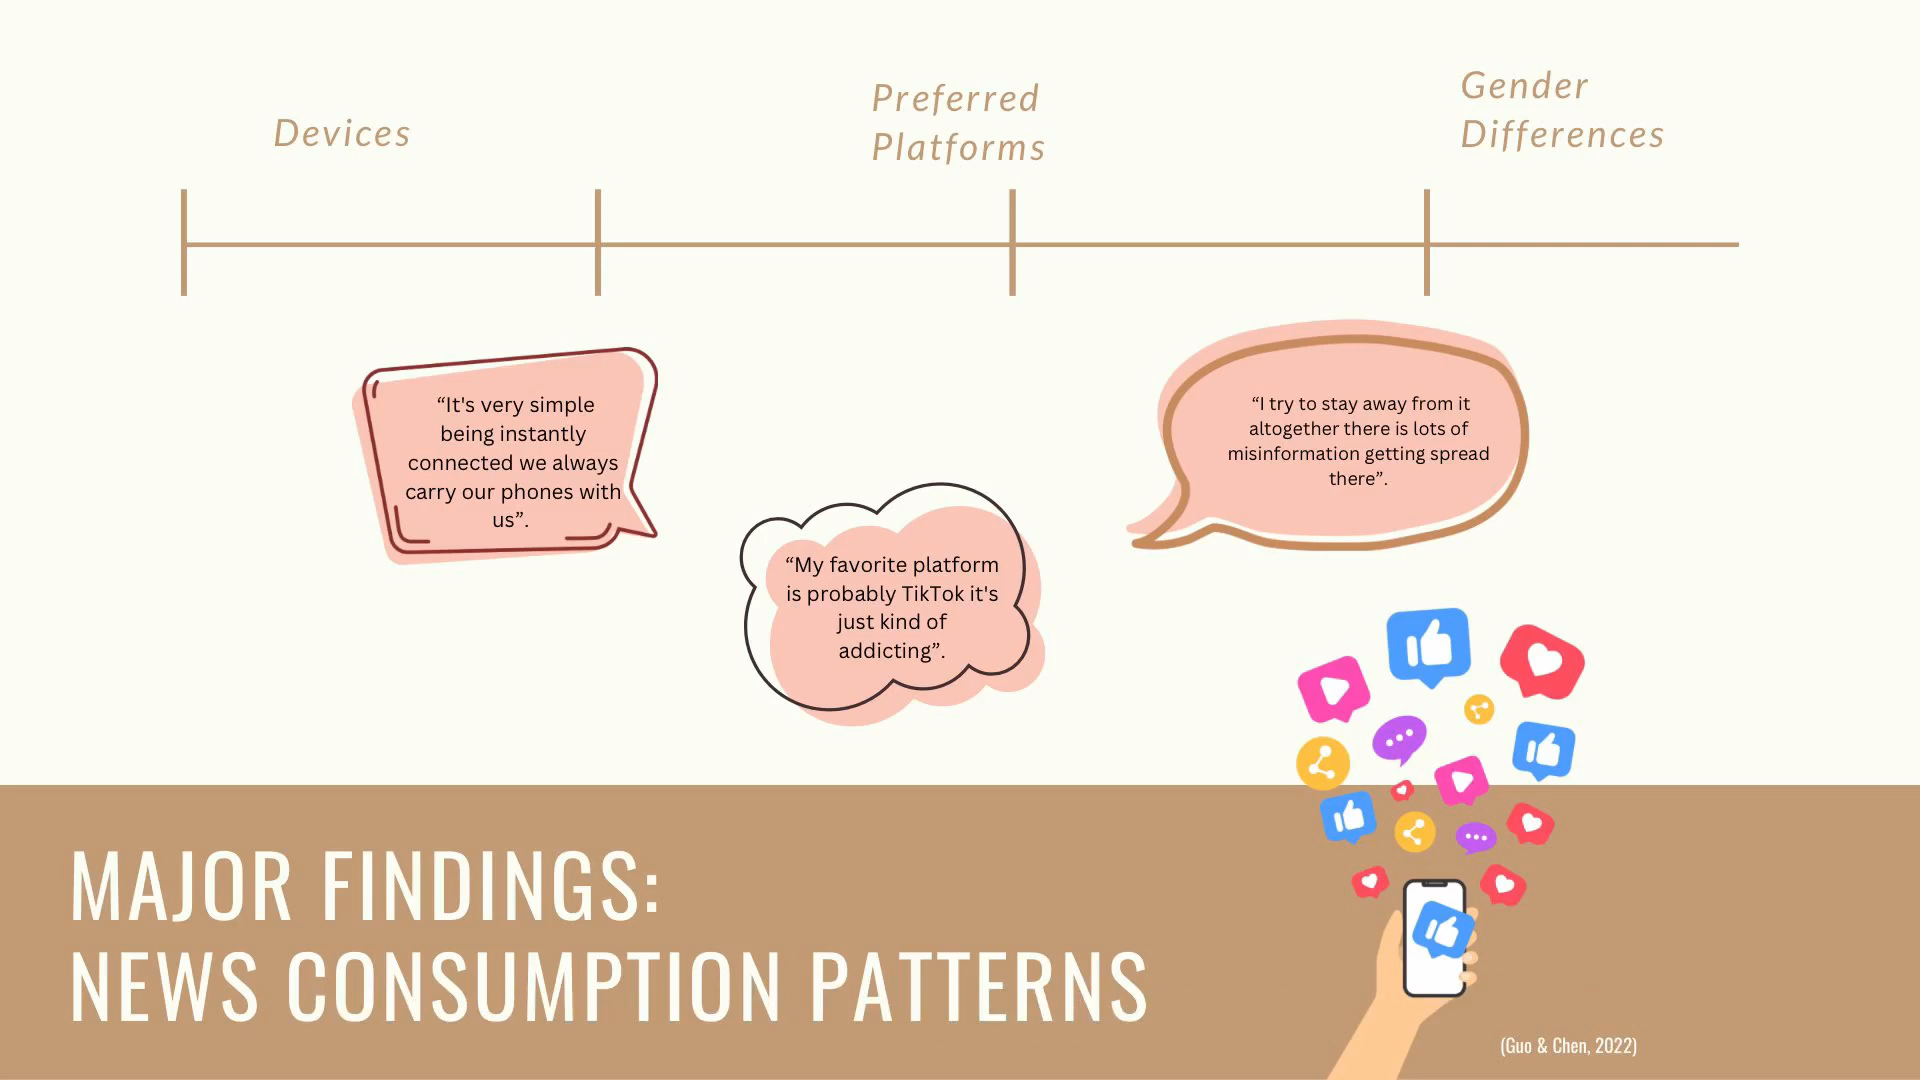 Devices
Preferred
Platforms
Gender
Differences
“It's very simple
being instantly
connected we always
carry our phones with
us”.
“My favorite platform
is probably TikTok it's
just kind of
addicting”.
“I try to stay away from it
altogether there is lots of
misinformation getting spread
there”.
MAJOR FINDINGS:
NEWS CONSUMPTION PATTERNS
(Guo & Chen, 2022)